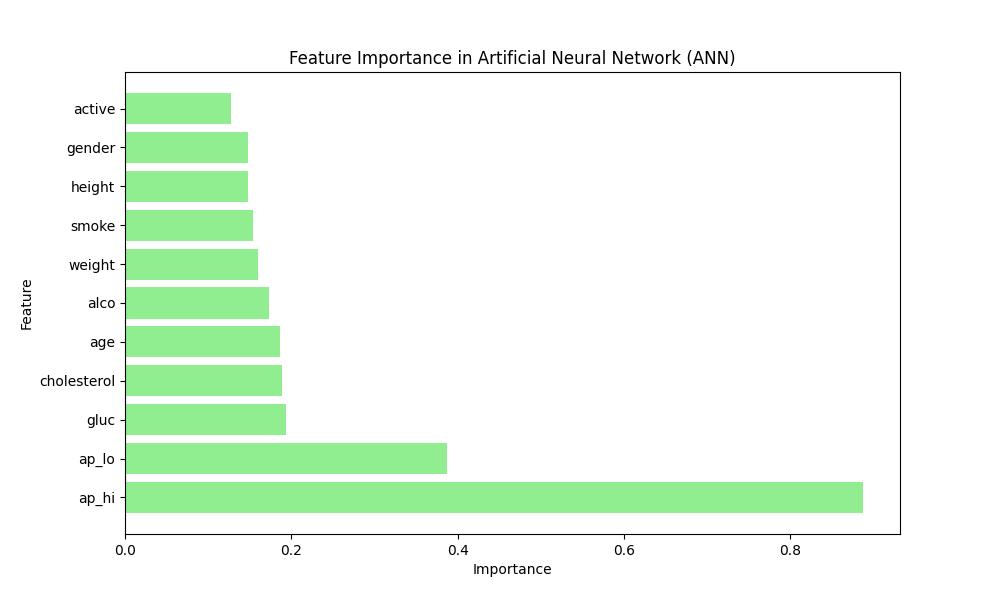 Feature Importance in Artificial Neural Network (ANN)
active
gender
height
smoke
weight
alco
age
cholesterol
gluc
ap_lo
ap_hi
Feature
0.0 0.2 0.4 0.6 0.8
Importance